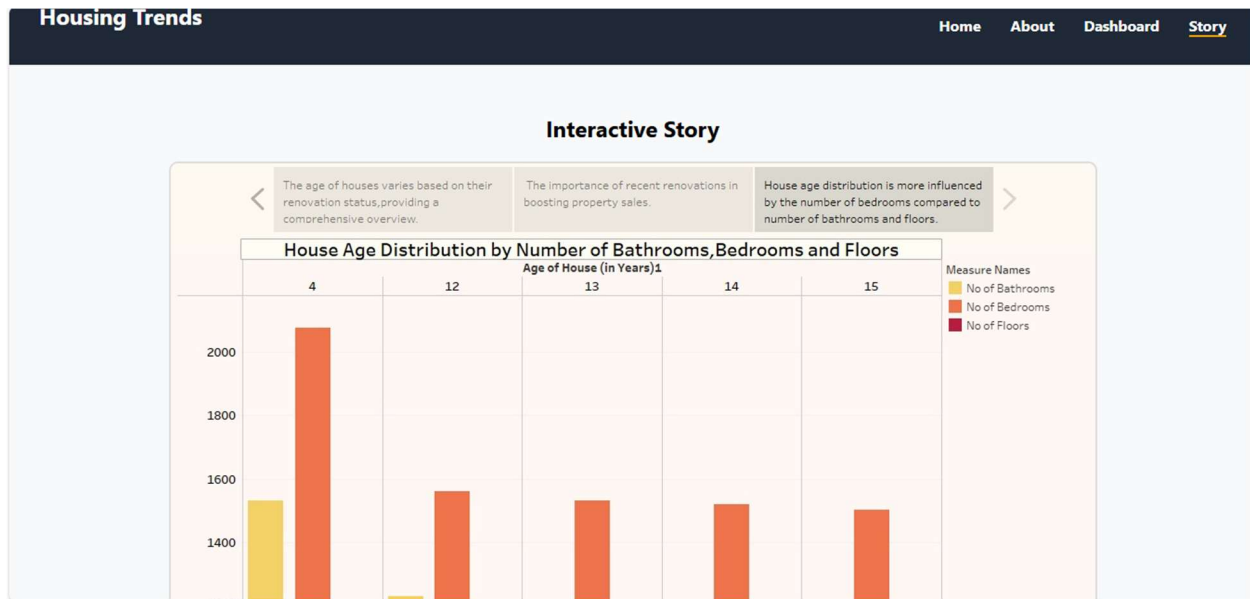 Housing Trends
Home About Dashboard Story
Interactive Story
The age of houses varies based on their
renovation status,providing a
comprehensive overview.
The importance of recent renovations in
boosting property sales.
House age distribution is more influenced
by the number of bedrooms compared to
number of bathrooms and floors.
House Age Distribution by Number of Bathrooms,Bedrooms and Floors
Age of House (in Years)1
4 12 13 14 15
Measure Names
No of Bathrooms
No of Bedrooms
No of Floors
2000
1800
1600
1400